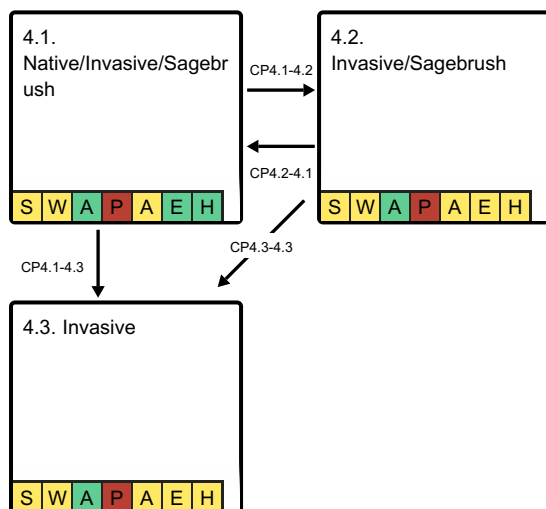 4.1.
Native/Invasive/Sagebr
ush
CP4.1-4.2
4.2.
Invasive/Sagebrush
CP4.2-4.1
S W A P A E H
S W A P A E H
CP4.1-4.3
CP4.3-4.3
4.3. Invasive
S W A P A E H